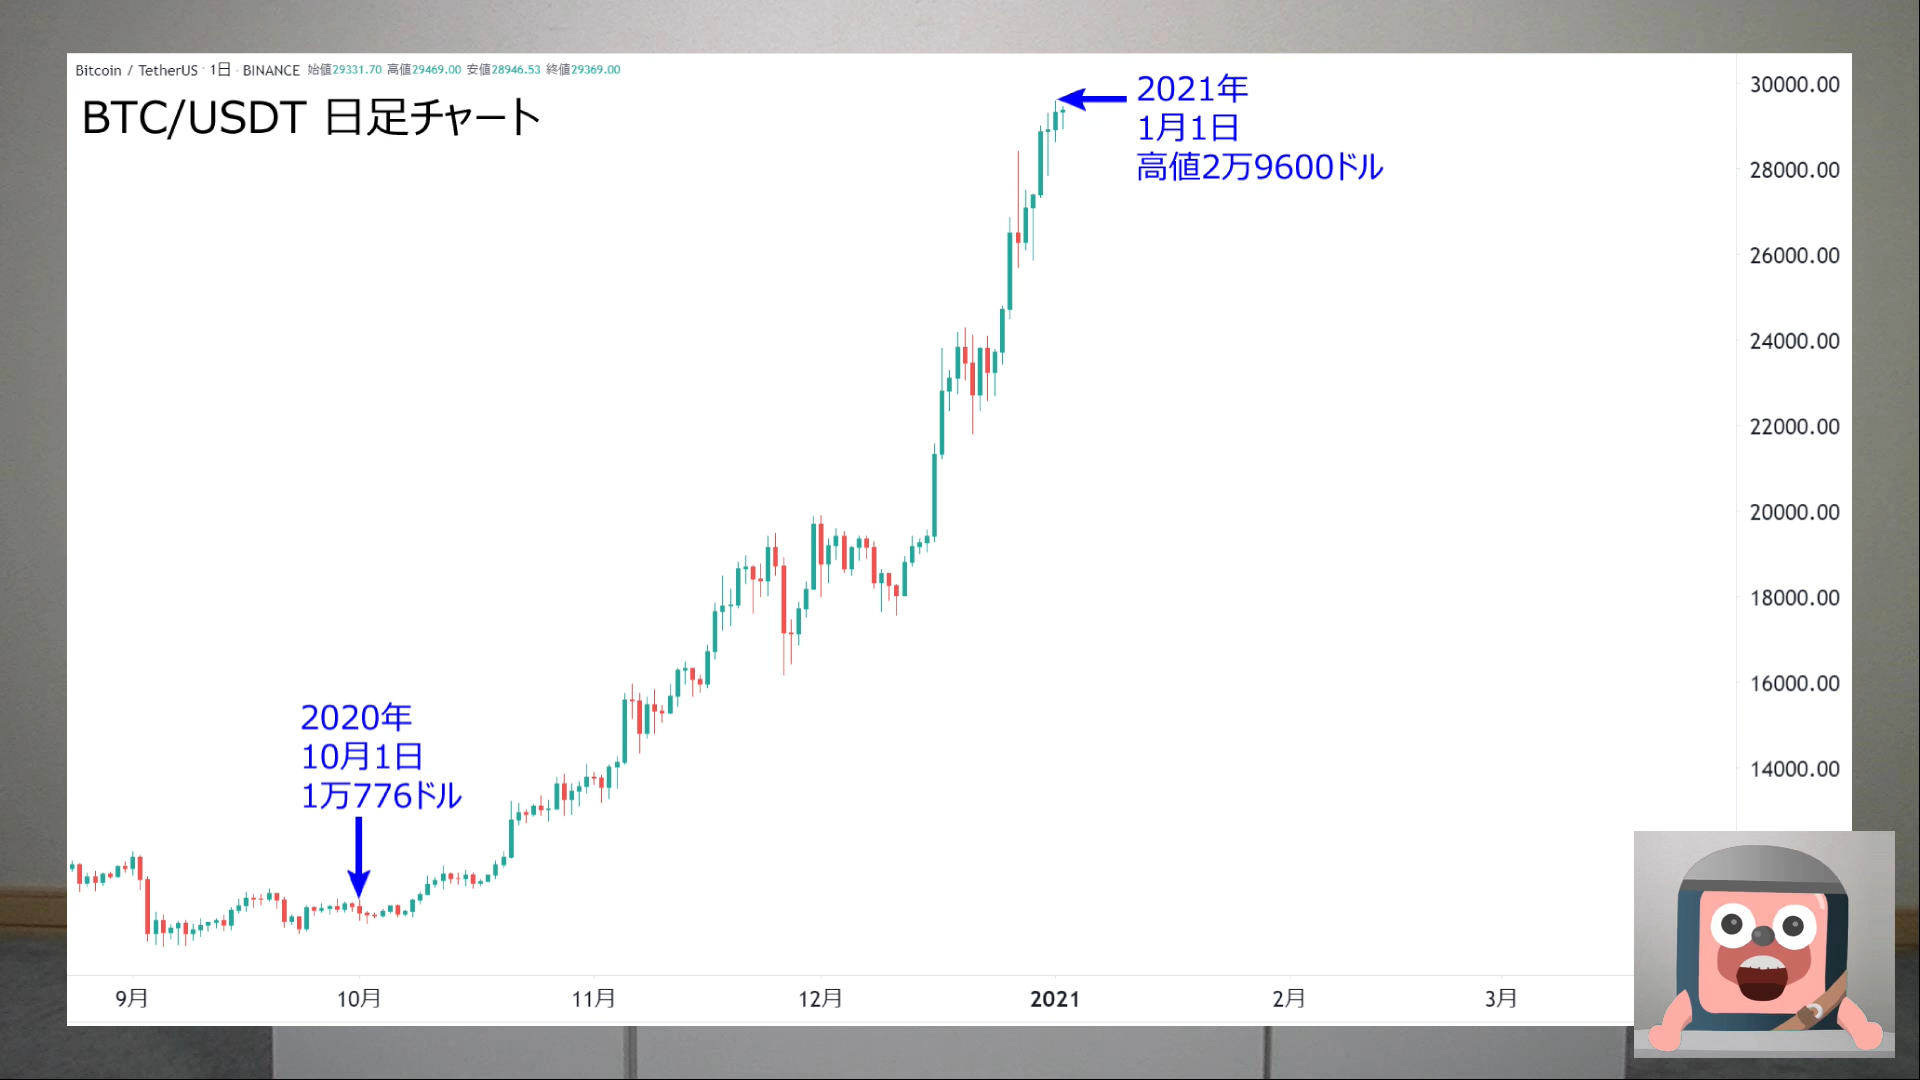 Bitcoin / TetherUS · 1日 · BINANCE 始値29331.70 高値29469.00 安値28946.53 終値29369.00
BTC/USDT 日足チャート
2021年
1月1日
高値2万9600ドル
2020年
10月1日
1万776ドル
30000.00
28000.00
26000.00
24000.00
22000.00
20000.00
18000.00
16000.00
14000.00
9月 10月 11月 12月 2021 2月 3月